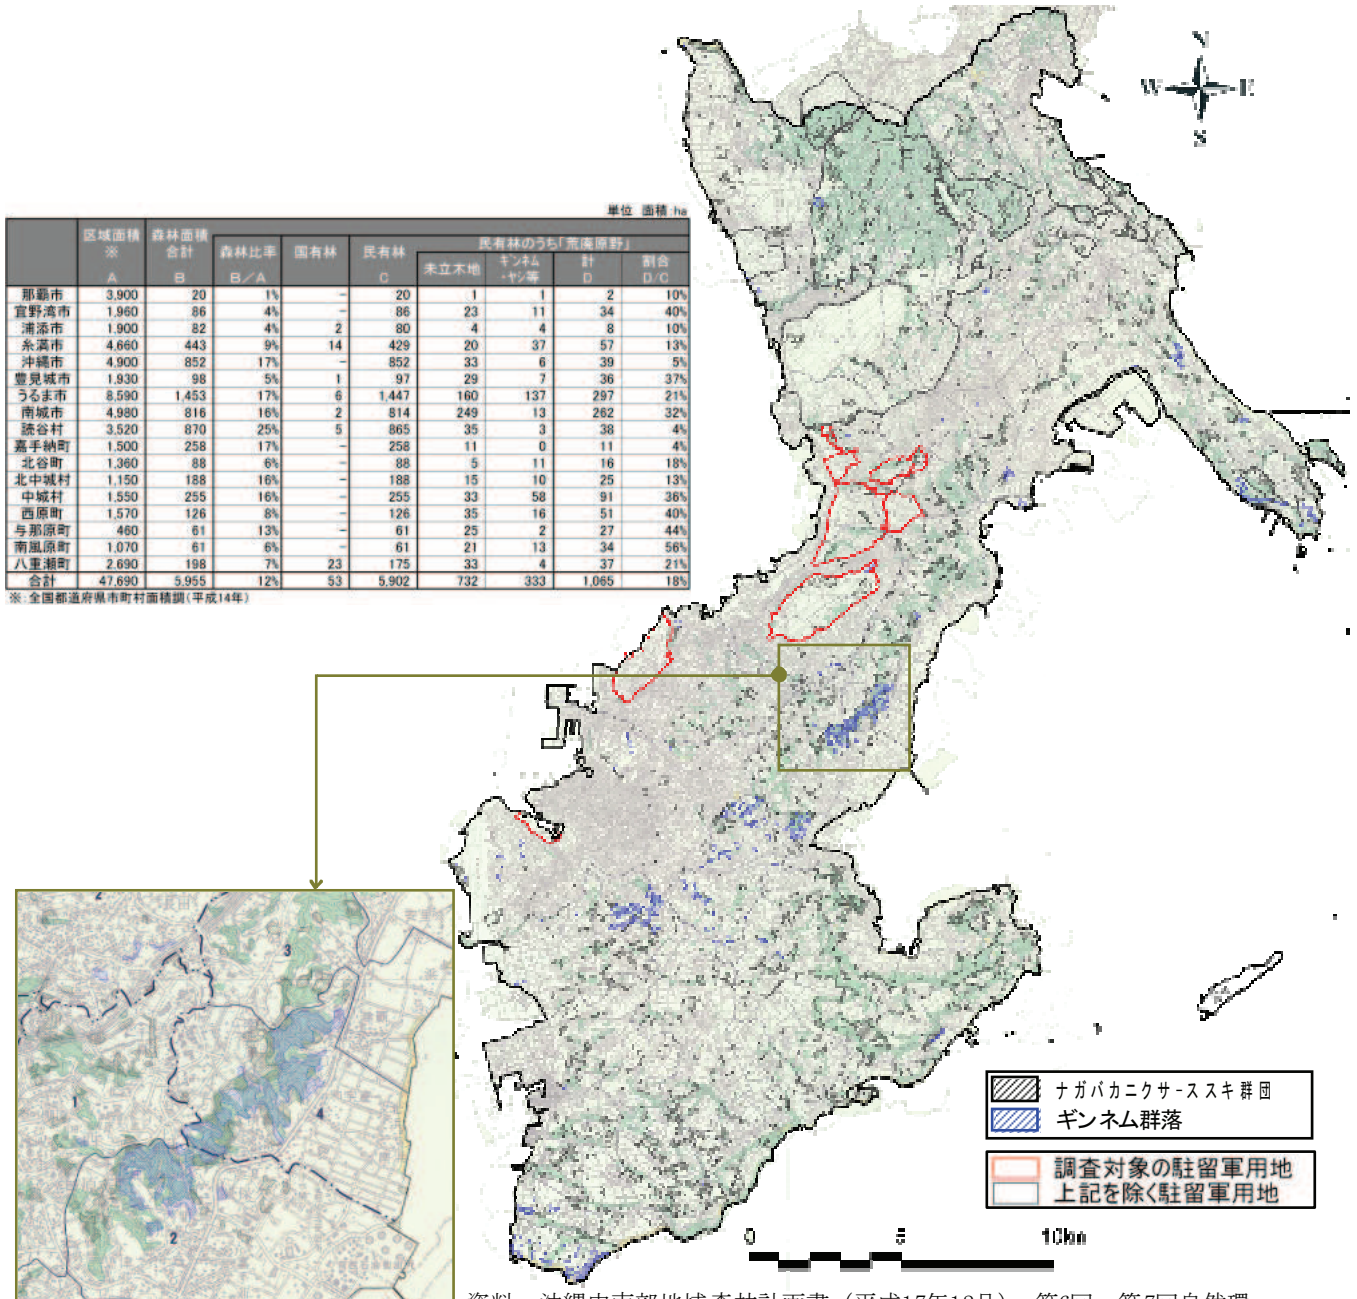 N
W E
S
単位 面積:ha
区域面積 ※ A 森林面積 合計 B 森林比率 B/A 国有林 民有林 C 民有林のうち「荒廃原野」 未立木地 ギンネム・ヤシ等 計 D 割合 D/C
那覇市 3,900 20 1% - 20 1 1 2 10%
宜野湾市 1,960 86 4% - 86 23 11 34 40%
浦添市 1,900 82 4% 2 80 4 4 8 10%
糸満市 4,660 443 9% 14 429 20 37 57 13%
沖縄市 4,900 852 17% - 852 33 6 39 5%
豊見城市 1,930 98 5% 1 97 29 7 36 37%
うるま市 8,590 1,453 17% 6 1,447 160 137 297 21%
南城市 4,980 816 16% 2 814 249 13 262 32%
読谷村 3,520 870 25% 5 865 35 3 38 4%
嘉手納町 1,500 258 17% - 258 11 0 11 4%
北谷町 1,360 88 6% - 88 5 11 16 18%
北中城村 1,150 188 16% - 188 15 10 25 13%
中城村 1,550 255 16% - 255 33 58 91 36%
西原町 1,570 126 8% - 126 35 16 51 40%
与那原町 460 61 13% - 61 25 2 27 44%
南風原町 1,070 61 6% - 61 21 13 34 56%
八重瀬町 2,690 198 7% 23 175 33 4 37 21%
合計 47,690 5,955 12% 53 5,902 732 333 1,065 18%
※:全国都道府県市町村面積調(平成14年)
2
3
1
4
2
ナガバカニクサーススキ群団
ギンネム群落
調査対象の駐留軍用地
上記を除く駐留軍用地
0 5 10km